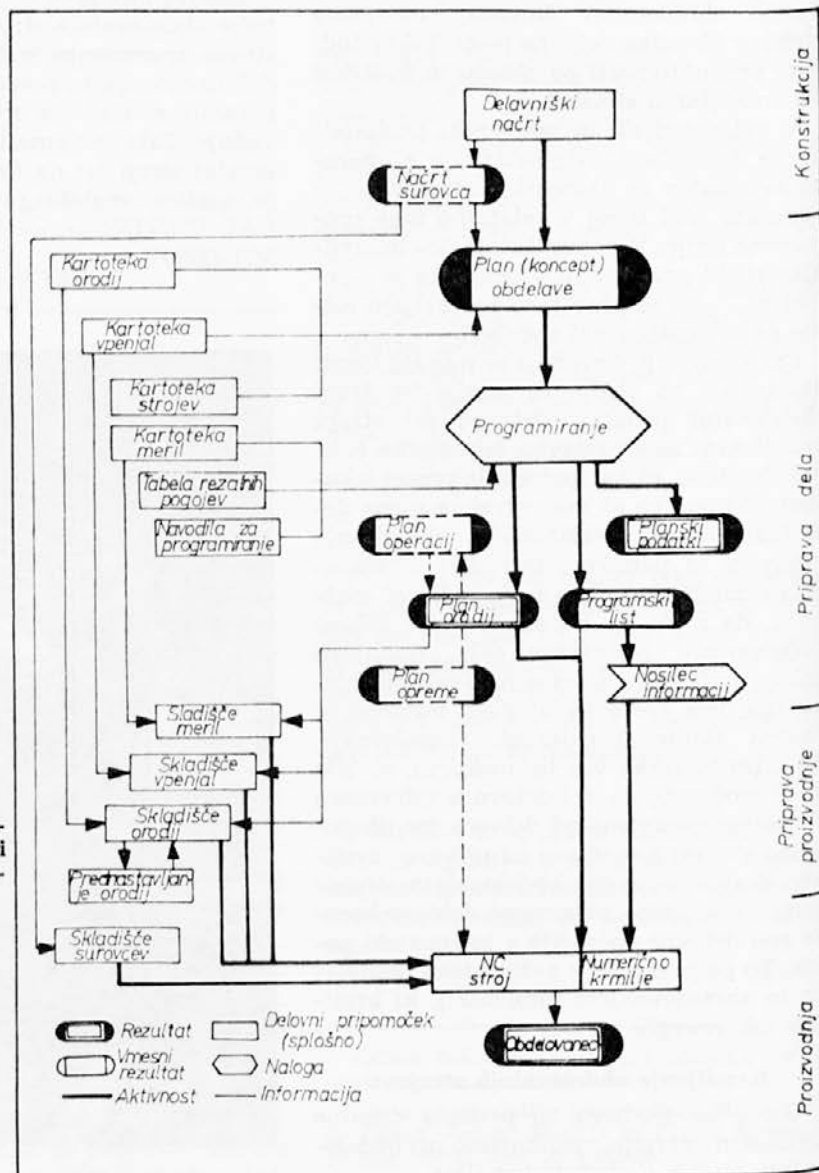 Delavniški
načrt
Načrt
surovca
Kartoteka
orodij
Plan (koncept)
obdelave
Kartoteka
vpenjal
Kartoteka
strojev
Kartoteka
meril
Programiranje
Tabela rezalnih
pogojev
Navodila za
programiranje
Plan
operacij
Planski
podatki
Plan
orodij
Programski
list
Plan
opreme
Nosilec
informacij
Sladišče
meril
Skladišče
vpenjal
Skladišče
orodij
Prednastavljan-
je orodij
Skladišče
surovcev
NC
stroj
Numerično
krmilje
Obdelovanec
Rezultat
Delovni pripomoček
(splošno)
Vmesni
rezultat
Naloga
Aktivnost
Informacija
Konstrukcija
Priprava dela
Priprava
proizvodnje
Proizvodnja